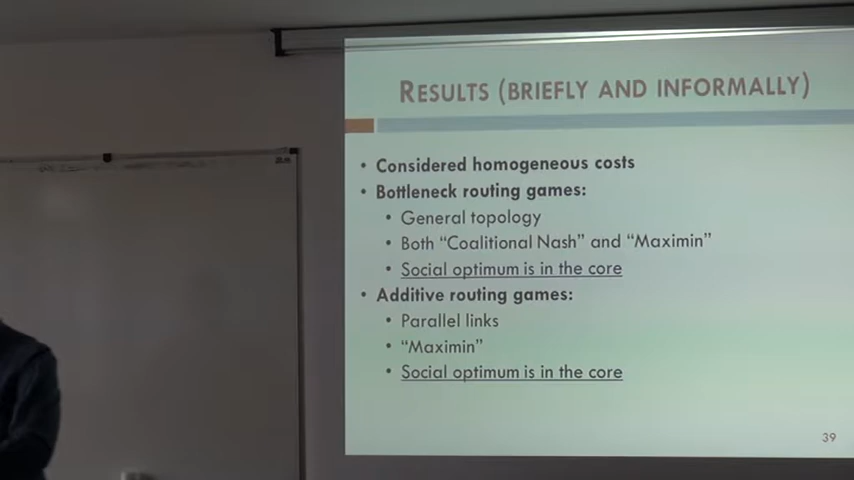 RESULTS (BRIEFLY AND INFORMALLY)
• Considered homogeneous costs
• Bottleneck routing games:
• General topology
• Both “Coalitional Nash” and “Maximin”
• Social optimum is in the core
• Additive routing games:
• Parallel links
• “Maximin”
• Social optimum is in the core
39